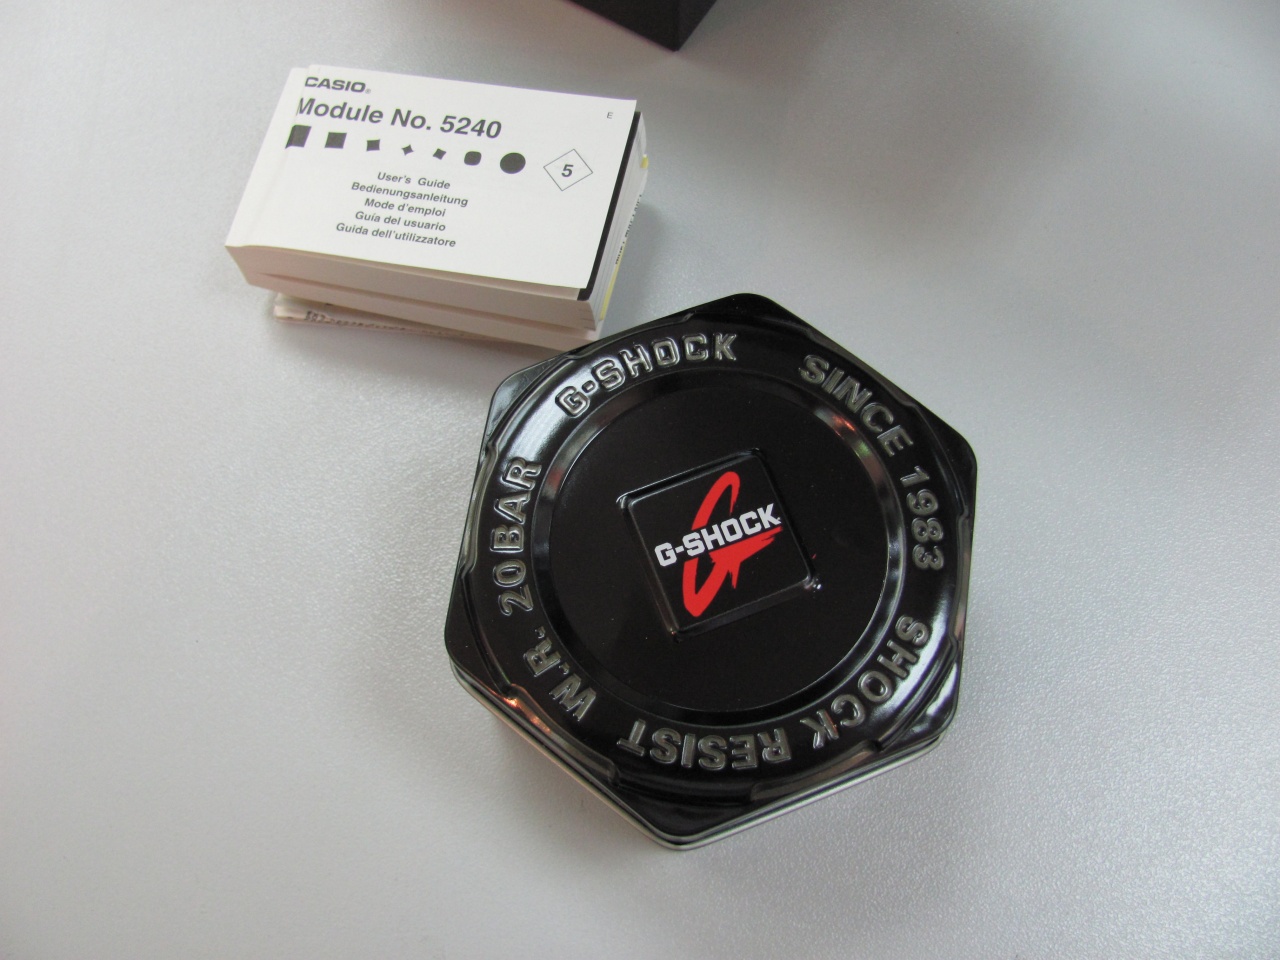 CASIO®
Module No. 5240
E
5
User's Guide
Bedienungsanleitung
Mode d'emploi
Guía del usuario
Guida dell'utilizzatore
G-SHOCK
SINCE 1983
SHOCK RESIST
W.R. 20BAR
G-SHOCK